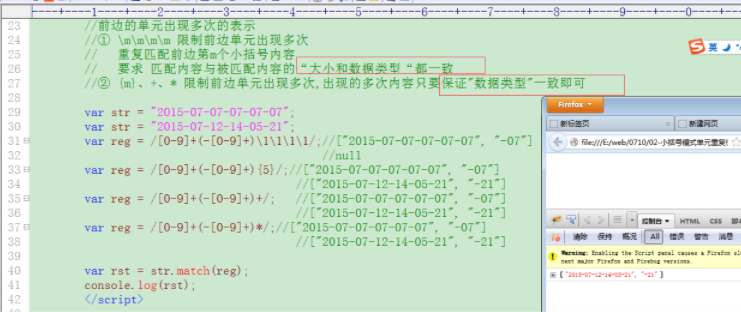 ----+----1----+----2----+----3----+----4----+----5----+----6----+----7----+----8----+----9----+----0----+-
23 //前边的单元出现多次的表示
24 //① \m\m\m\m 限制前边单元出现多次
25 // 重复匹配前边第m个小括号内容
26 // 要求 匹配内容与被匹配内容的“大小和数据类型“都一致
27 //② {m}、+、* 限制前边单元出现多次,出现的多次内容只要保证"数据类型"一致即可
28
29 var str = "2015-07-07-07-07-07";
30 var str = "2015-07-12-14-05-21";
31 var reg = /[0-9]+(-[0-9]+)\1\1\1\1/;//["2015-07-07-07-07-07", "-07"]
32 //null
33 var reg = /[0-9]+(-[0-9]+){5}/;//["2015-07-07-07-07-07", "-07"]
34 //["2015-07-12-14-05-21", "-21"]
35 var reg = /[0-9]+(-[0-9]+)+/; //["2015-07-07-07-07-07", "-07"]
36 //["2015-07-12-14-05-21", "-21"]
37 var reg = /[0-9]+(-[0-9]+)*/;//["2015-07-07-07-07-07", "-07"]
38 //["2015-07-12-14-05-21", "-21"]
39
40 var rst = str.match(reg);
41 console.log(rst);
42 </script>
英
Firefox
新标签页 新建网页
file:///E:/web/0710/02-小括号模式单元重复
控制台 HTML CSS 脚本
清除 保持 概况 All 错误 警告 消息
Warning: Enabling the Script panel causes a Firefox
next major Firefox and Firebug versions.
["2015-07-12-14-05-21", "-21"]